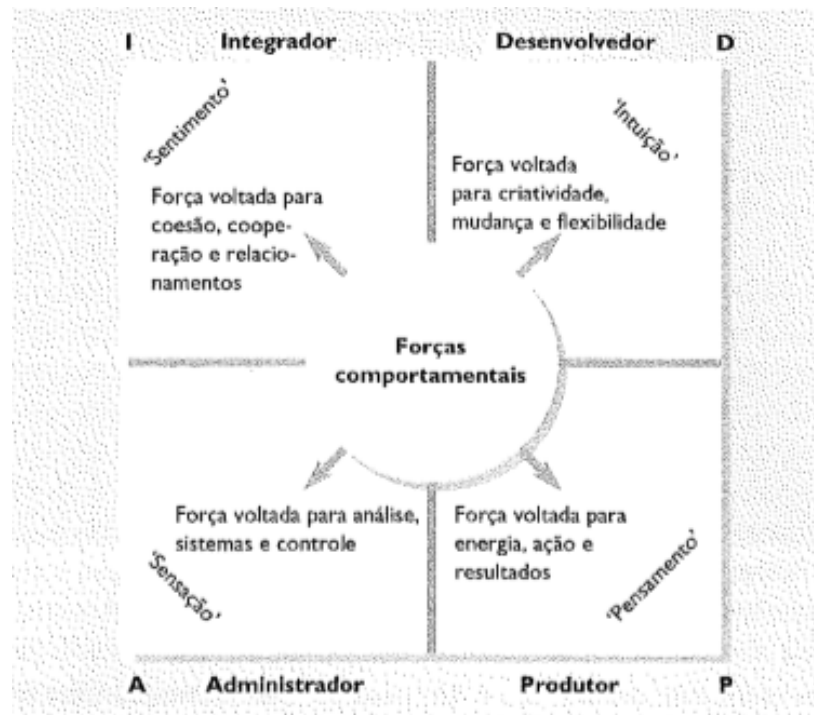 I Integrador Desenvolvedor D
'Sentimento'
'Intuição'
Força voltada para
coesão, coope-
ração e relacio-
namentos
Força voltada
para criatividade,
mudança e flexibilidade
Forças
comportamentais
Força voltada para análise,
sistemas e controle
Força voltada para
energia, ação e
resultados
'Sensação'
'Pensamento'
A Administrador Produtor P